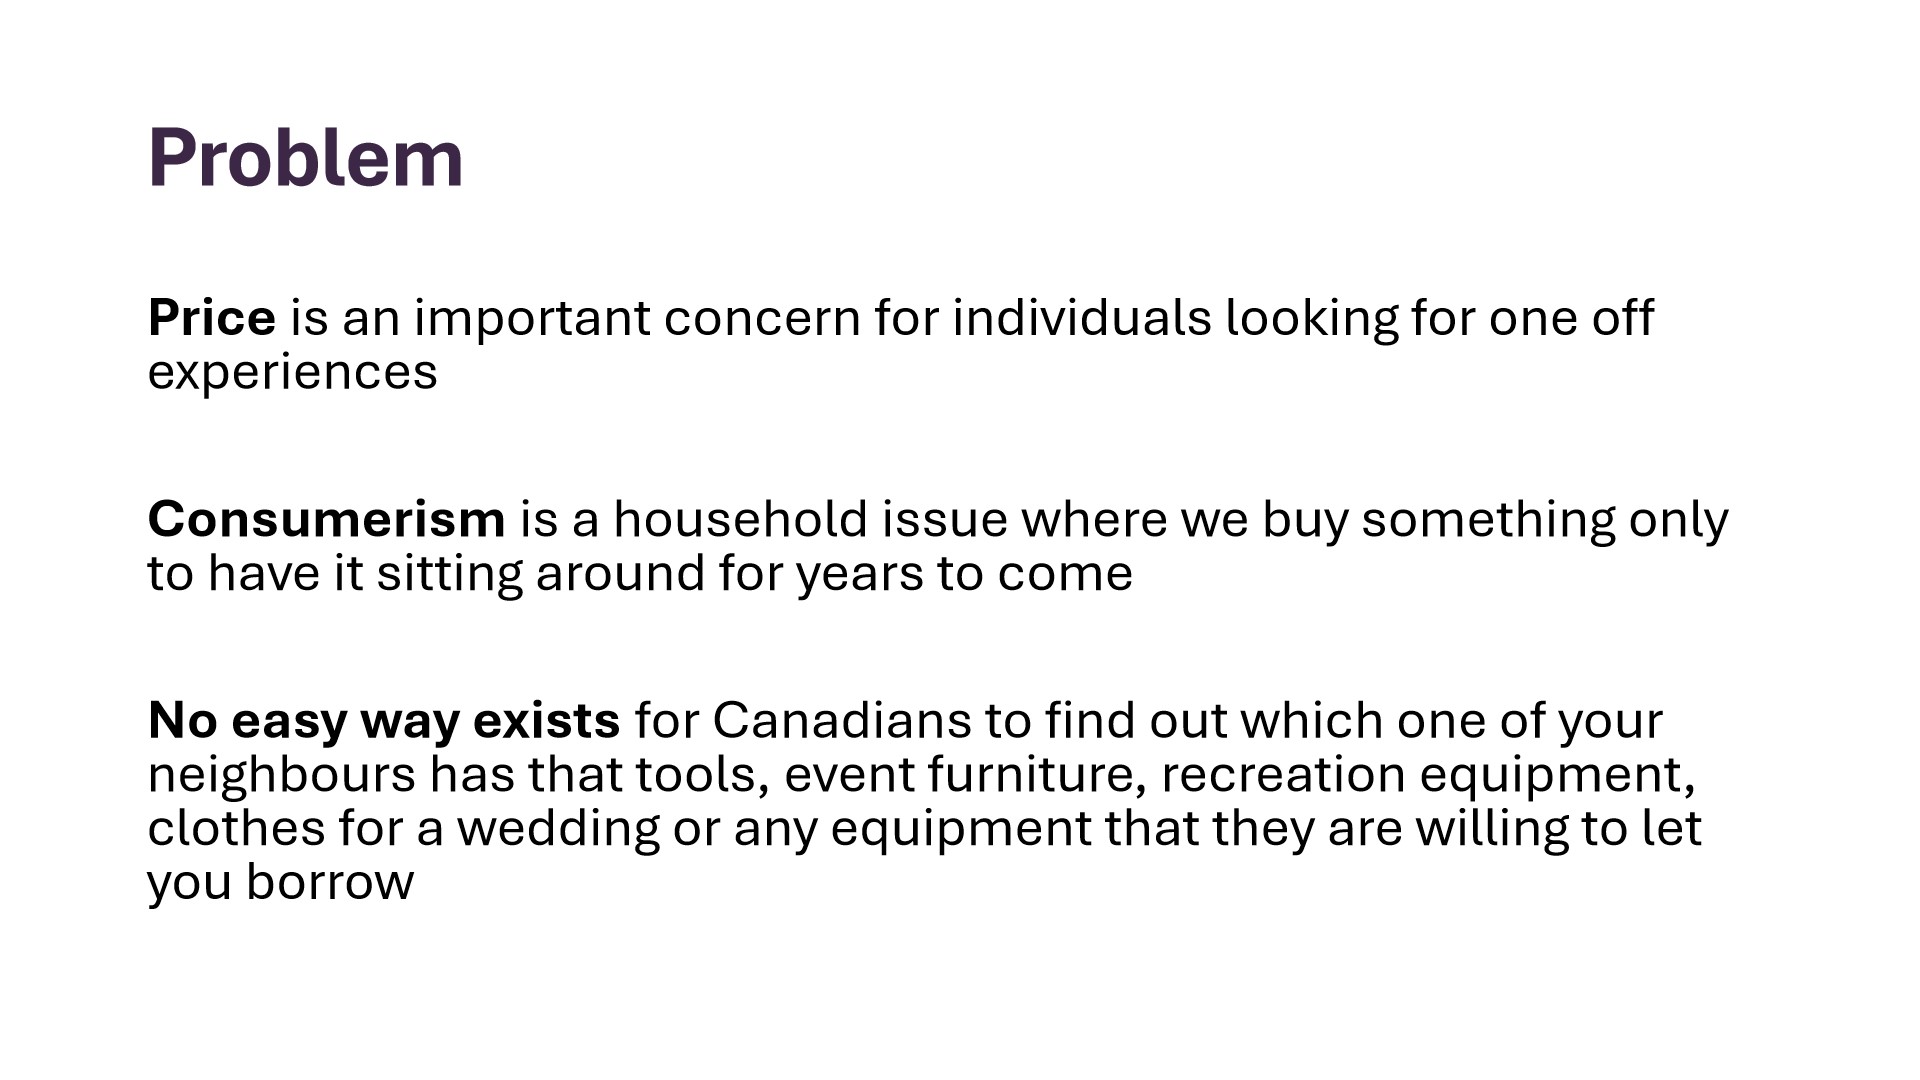 Problem
Price is an important concern for individuals looking for one off
experiences
Consumerism is a household issue where we buy something only
to have it sitting around for years to come
No easy way exists for Canadians to find out which one of your
neighbours has that tools, event furniture, recreation equipment,
clothes for a wedding or any equipment that they are willing to let
you borrow